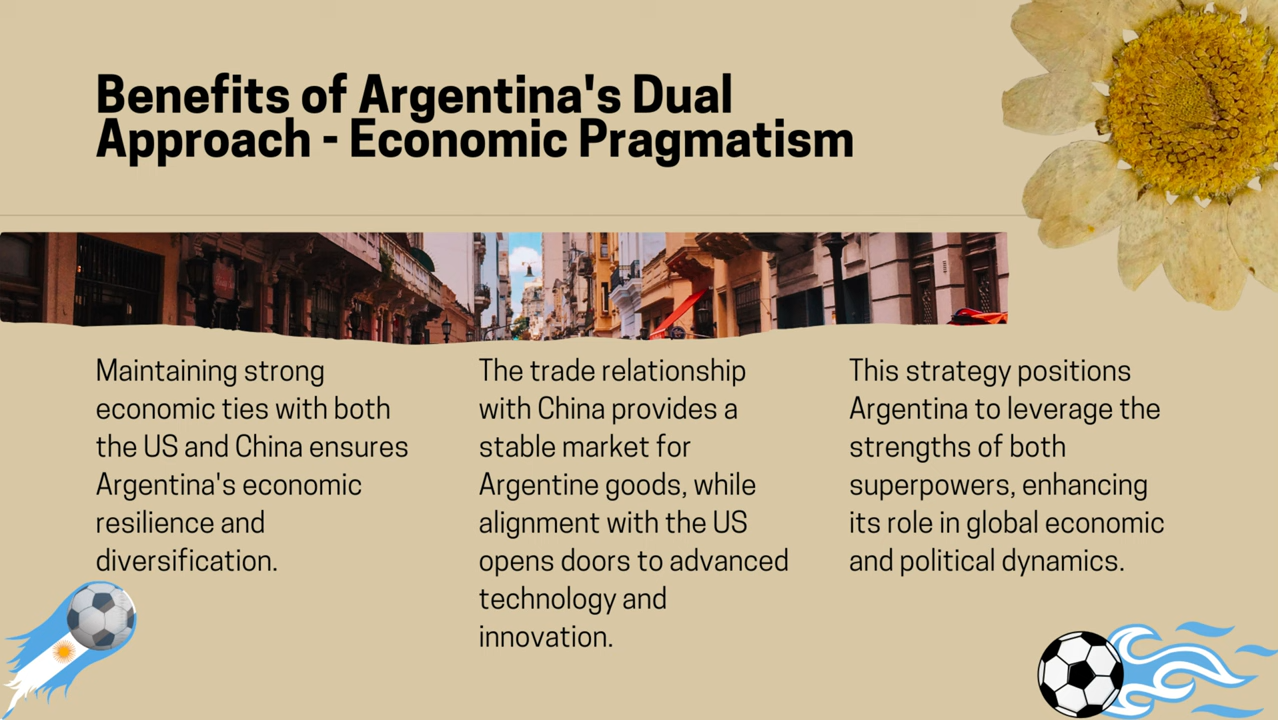 Benefits of Argentina's Dual
Approach - Economic Pragmatism
Maintaining strong
economic ties with both
the US and China ensures
Argentina's economic
resilience and
diversification.
The trade relationship
with China provides a
stable market for
Argentine goods, while
alignment with the US
opens doors to advanced
technology and
innovation.
This strategy positions
Argentina to leverage the
strengths of both
superpowers, enhancing
its role in global economic
and political dynamics.